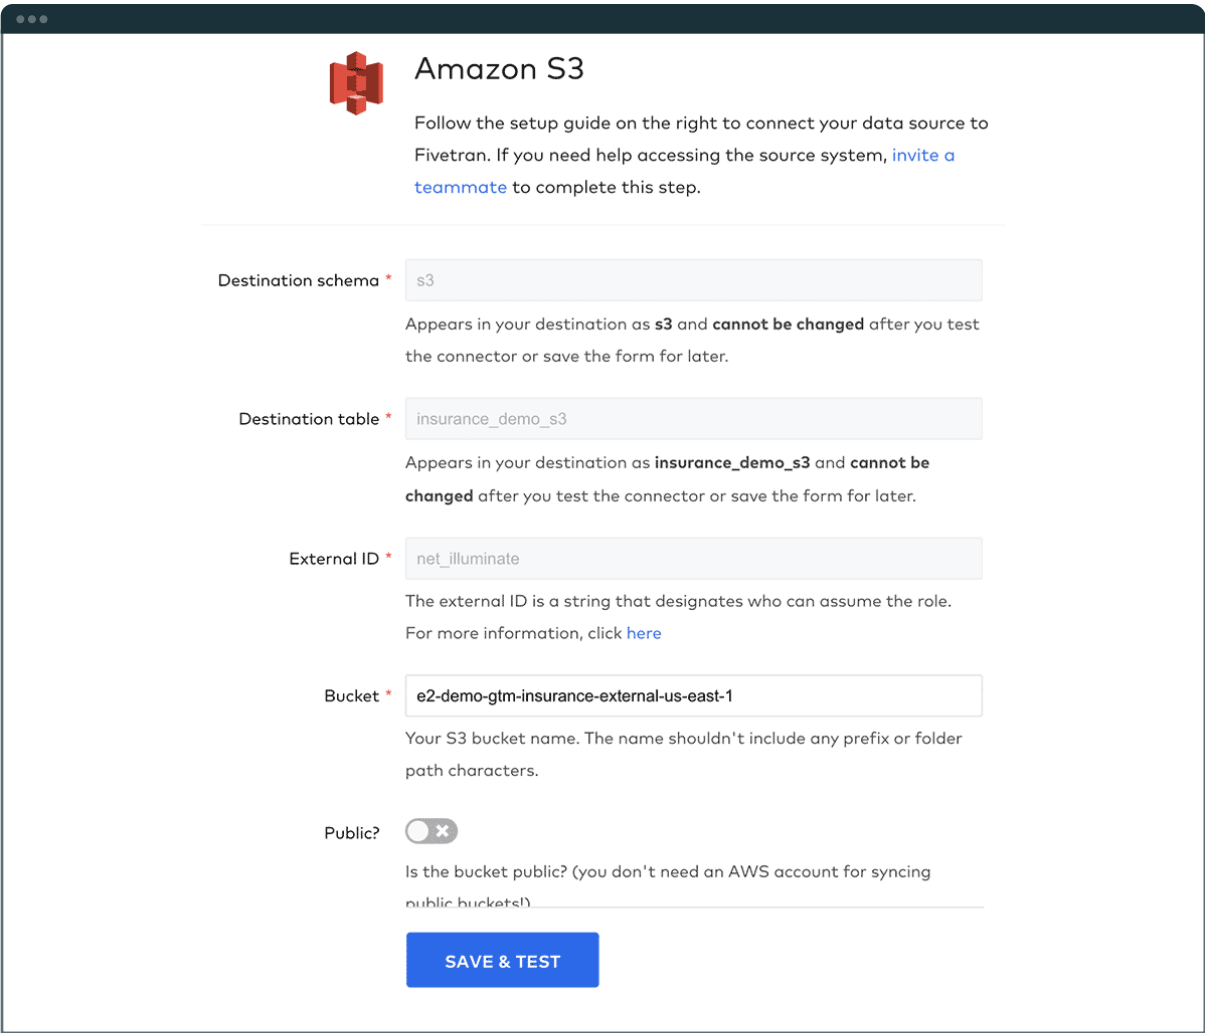 Amazon S3
Follow the setup guide on the right to connect your data source to
Fivetran. If you need help accessing the source system, invite a
teammate to complete this step.
Destination schema *
s3
Appears in your destination as s3 and cannot be changed after you test
the connector or save the form for later.
Destination table *
insurance_demo_s3
Appears in your destination as insurance_demo_s3 and cannot be
changed after you test the connector or save the form for later.
External ID *
net_illuminate
The external ID is a string that designates who can assume the role.
For more information, click here
Bucket *
e2-demo-gtm-insurance-external-us-east-1
Your S3 bucket name. The name shouldn't include any prefix or folder
path characters.
Public?
Is the bucket public? (you don't need an AWS account for syncing
public buckets!)
SAVE & TEST